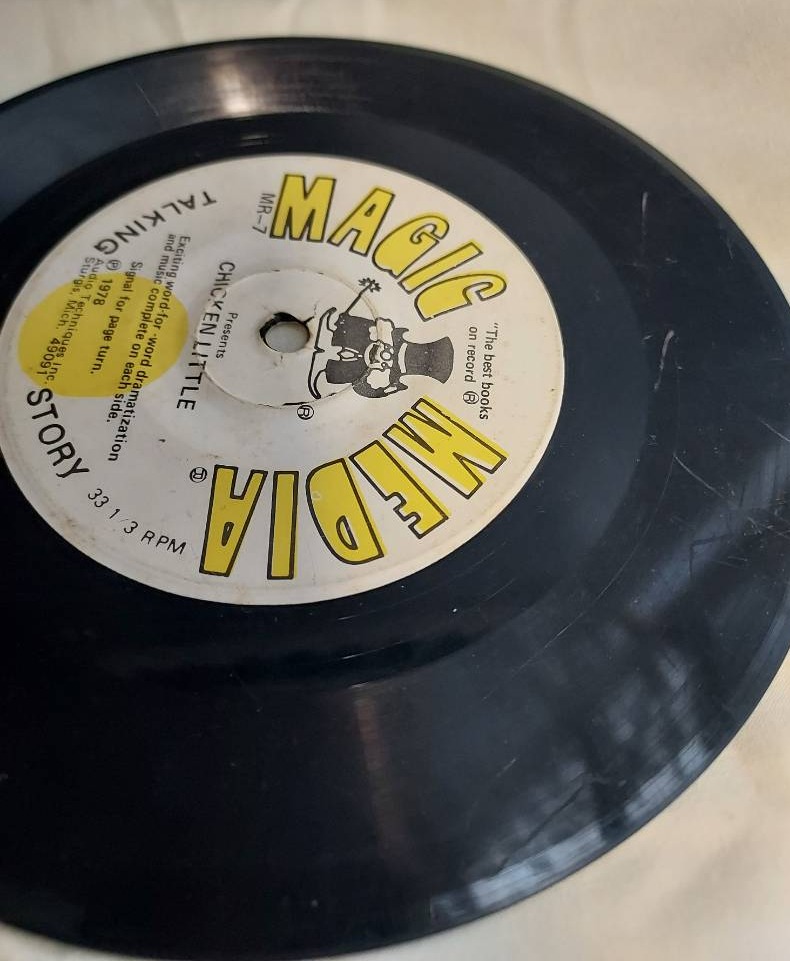 MAGIC MEDIA ®
"The best books
on record ®
MR-7
®
Presents
CHICKEN LITTLE
Exciting word-for-word dramatization
and music complete on each side.
Signal for page turn.
℗ 1978
Audio Techniques Inc.
Sturgis, Mich. 49091
TALKING STORY
33 1/3 RPM